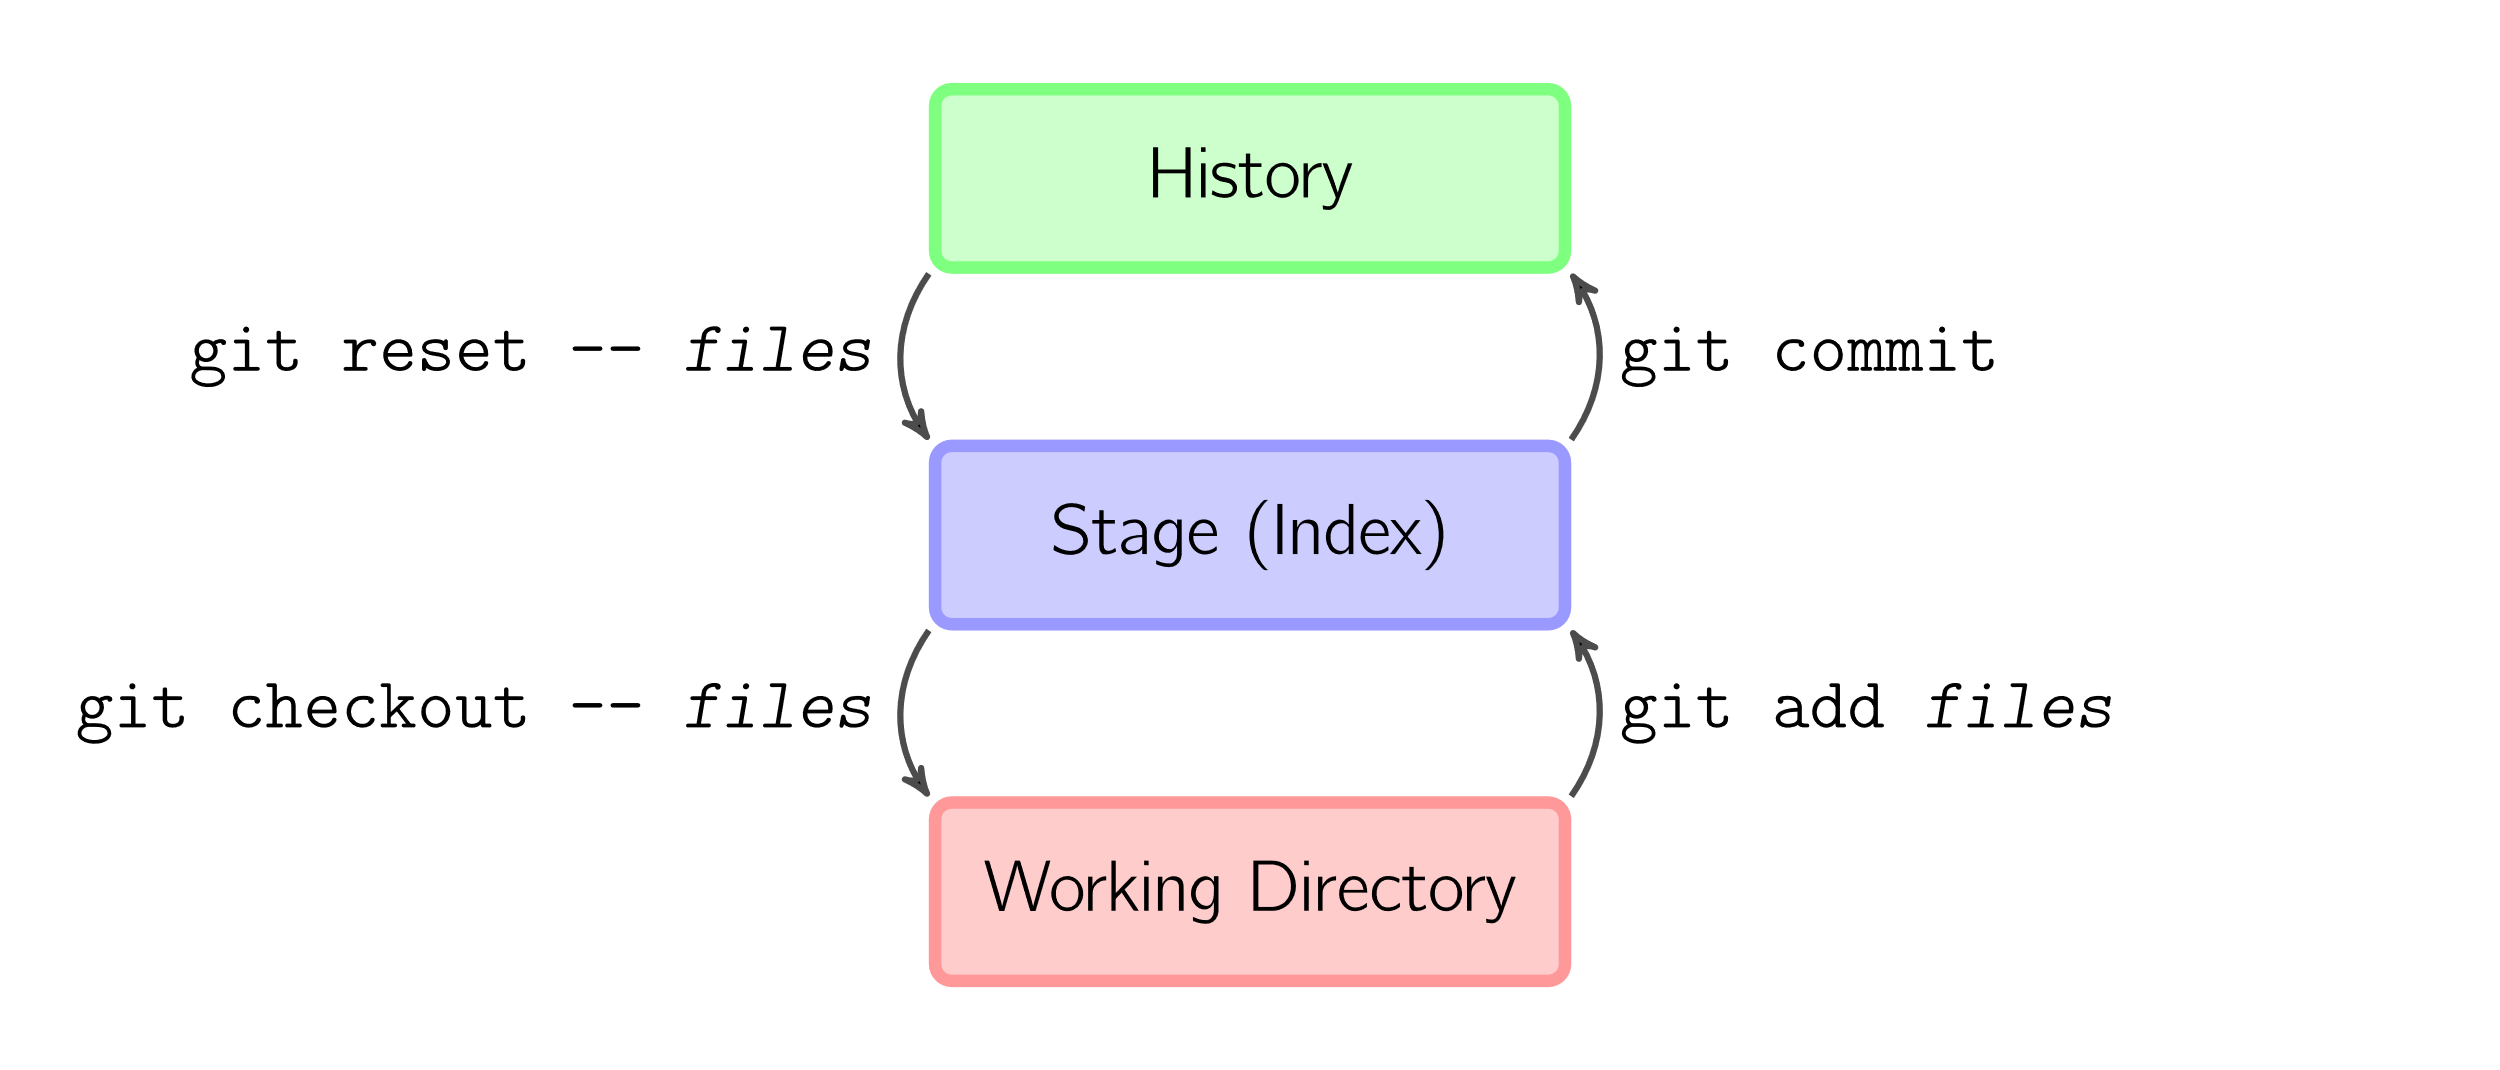 History
git reset -- files
git commit
Stage (Index)
git checkout -- files
git add files
Working Directory